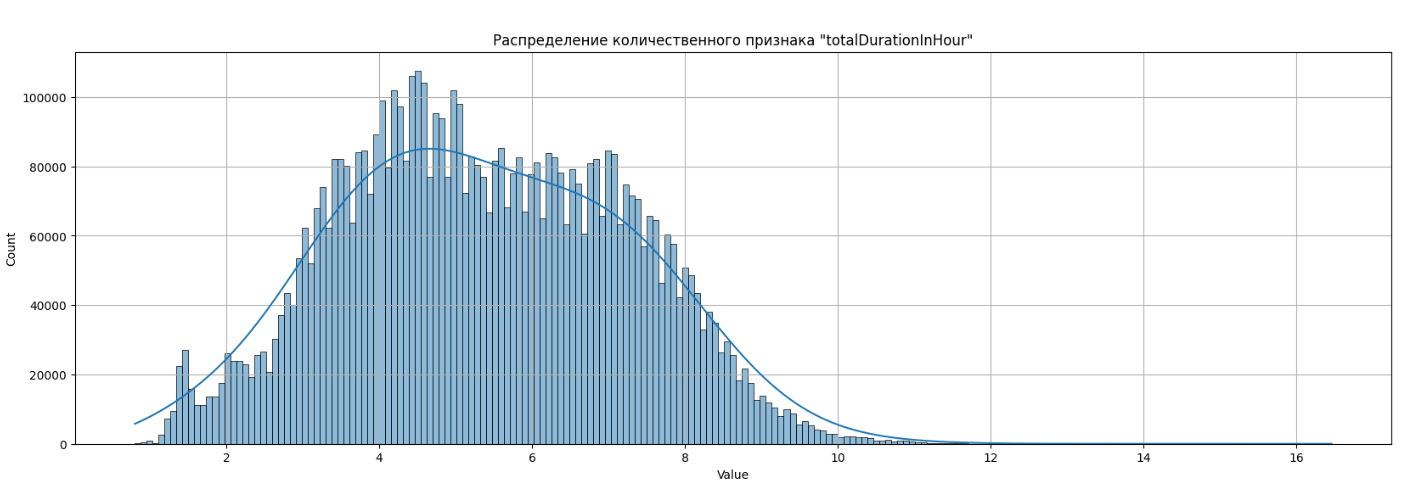 Распределение количественного признака "totalDurationInHour"
Count
100000
80000
60000
40000
20000
0
2 4 6 8 10 12 14 16
Value